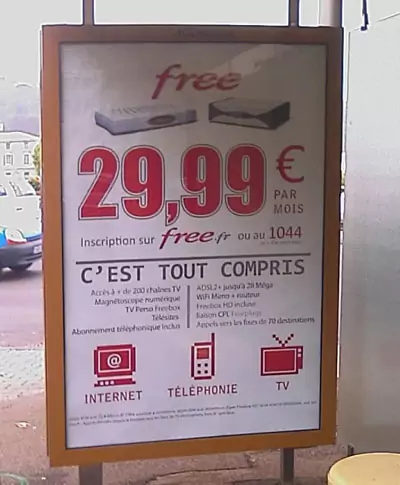 free
29,99 €
PAR
MOIS
Inscription sur free.fr ou au 1044
C'EST TOUT COMPRIS
Accès à + de 200 chaînes TV
Magnétoscope numérique
TV Perso Freebox
Télésites
Abonnement téléphonique inclus
ADSL2+ jusqu'à 28 Méga
WiFi Mimo + routeur
Freebox HD incluse
liaison CPL Freeplugs
Appels vers les fixes de 70 destinations
INTERNET
TÉLÉPHONIE
TV